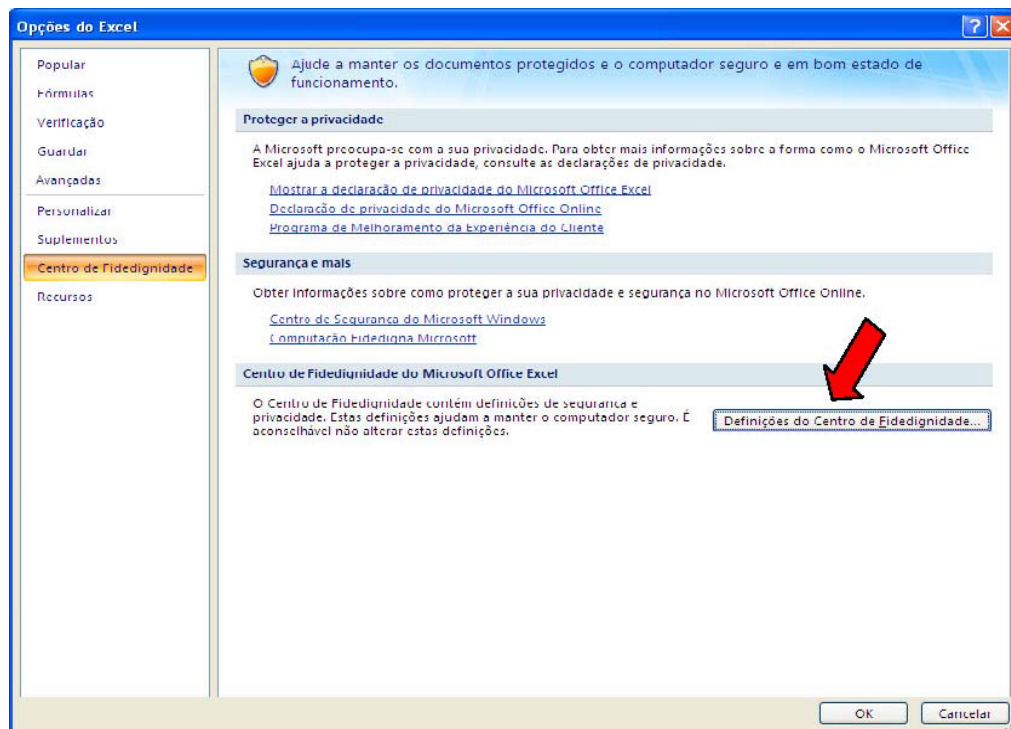 Opções do Excel
Popular
Fórmulas
Verificação
Guardar
Avançadas
Personalizar
Suplementos
Centro de Fidedignidade
Recursos
Ajude a manter os documentos protegidos e o computador seguro e em bom estado de
funcionamento.
Proteger a privacidade
A Microsoft preocupa-se com a sua privacidade. Para obter mais informações sobre a forma como o Microsoft Office
Excel ajuda a proteger a privacidade, consulte as declarações de privacidade.
Mostrar a declaração de privacidade do Microsoft Office Excel
Declaração de privacidade do Microsoft Office Online
Programa de Melhoramento da Experiência do Cliente
Segurança e mais
Obter informações sobre como proteger a sua privacidade e segurança no Microsoft Office Online.
Centro de Segurança do Microsoft Windows
Computação Fidedigna Microsoft
Centro de Fidedignidade do Microsoft Office Excel
O Centro de Fidedignidade contém definições de segurança e
privacidade. Estas definições ajudam a manter o computador seguro. É
aconselhável não alterar estas definições.
Definições do Centro de Fidedignidade...
OK
Cancelar